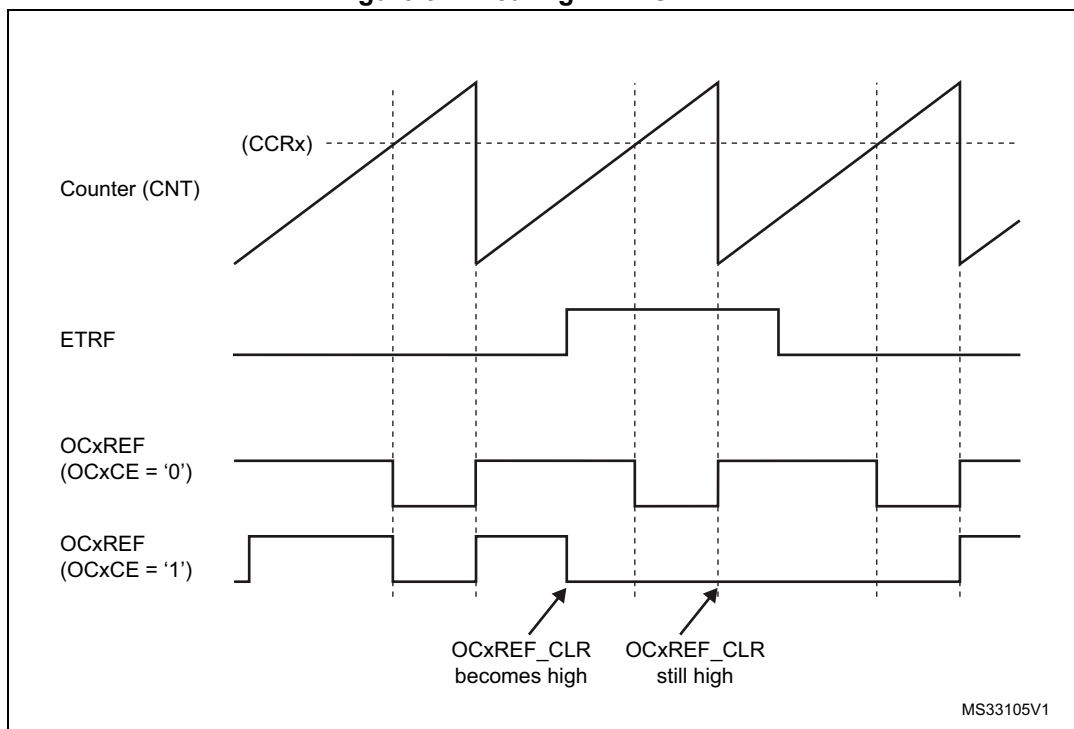 (CCRx)
Counter (CNT)
ETRF
OCxREF
(OCxCE = ‘0’)
OCxREF
(OCxCE = ‘1’)
OCxREF_CLR
becomes high
OCxREF_CLR
still high
MS33105V1